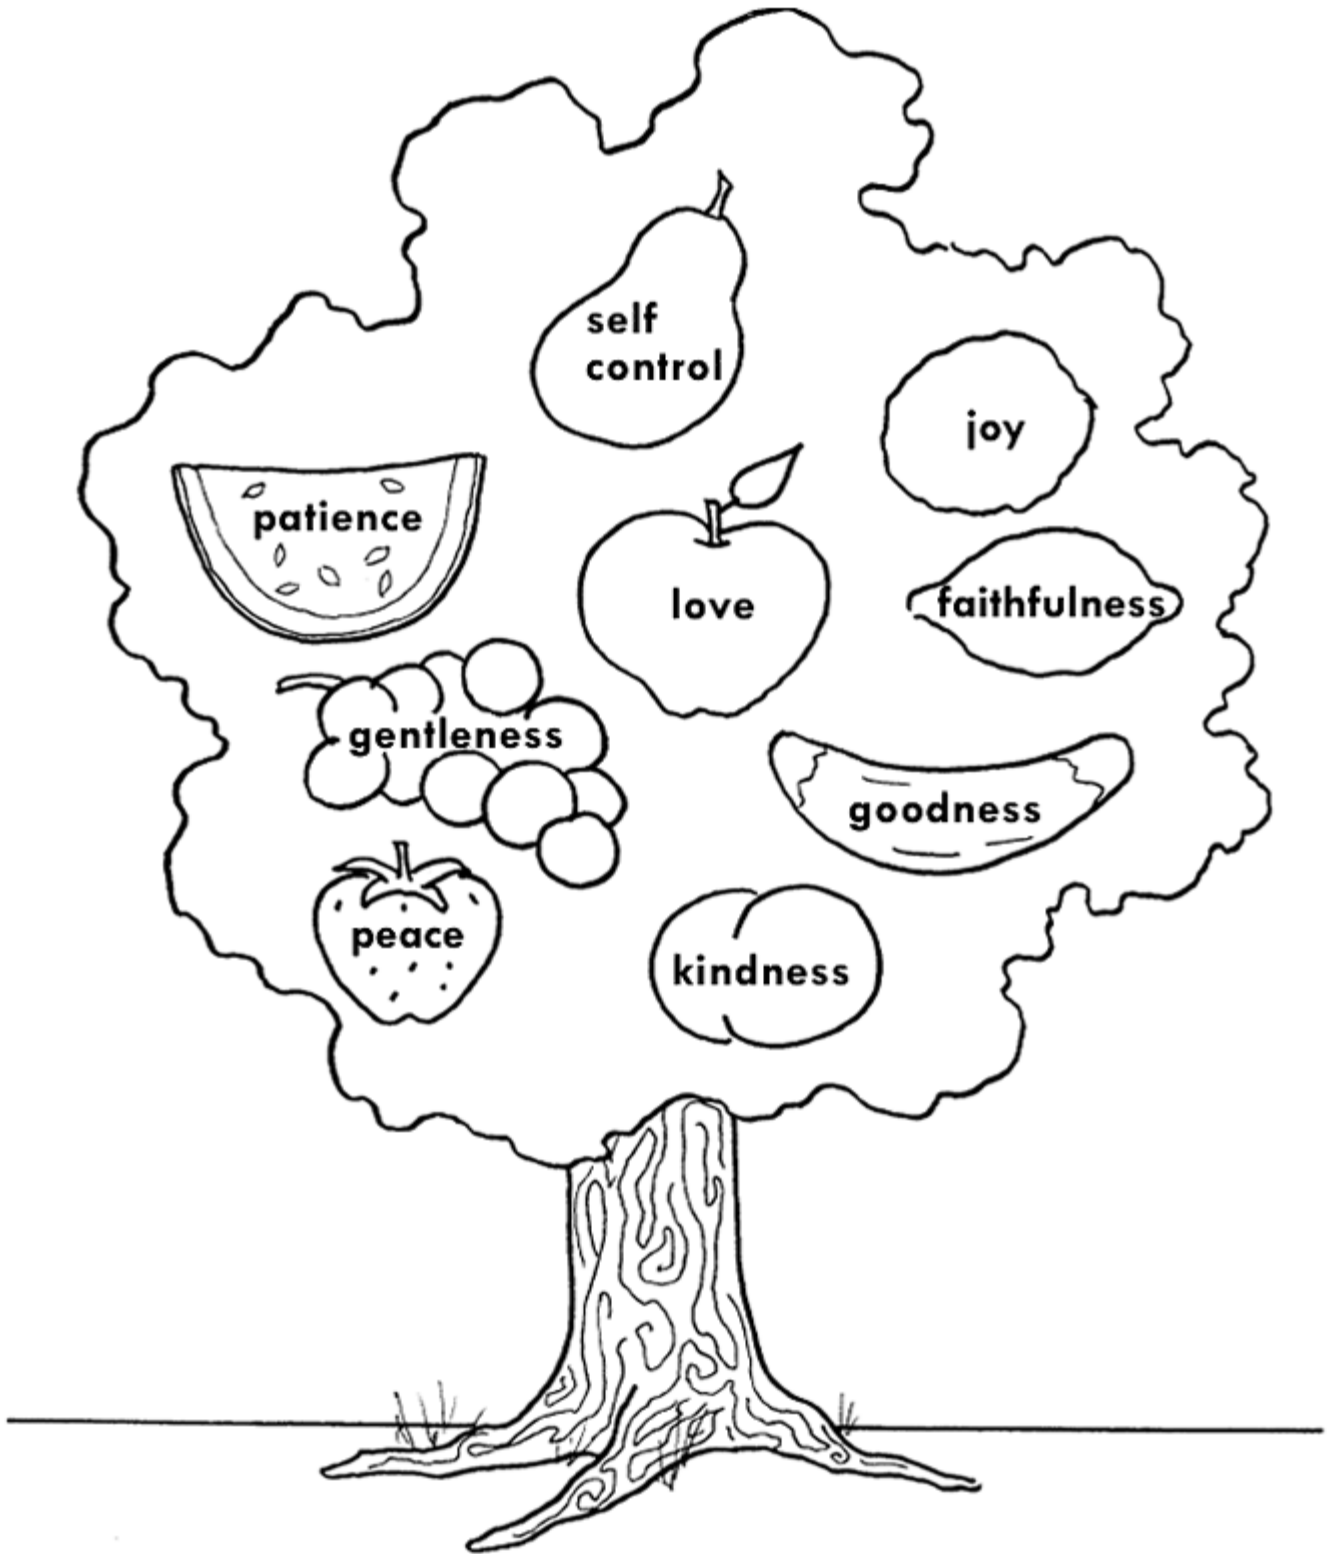 self
control
joy
patience
love
faithfulness
gentleness
goodness
peace
kindness